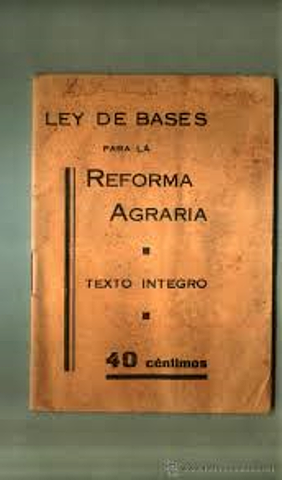 LEY DE BASES
PARA LA
REFORMA
AGRARIA
TEXTO INTEGRO
40 céntimos